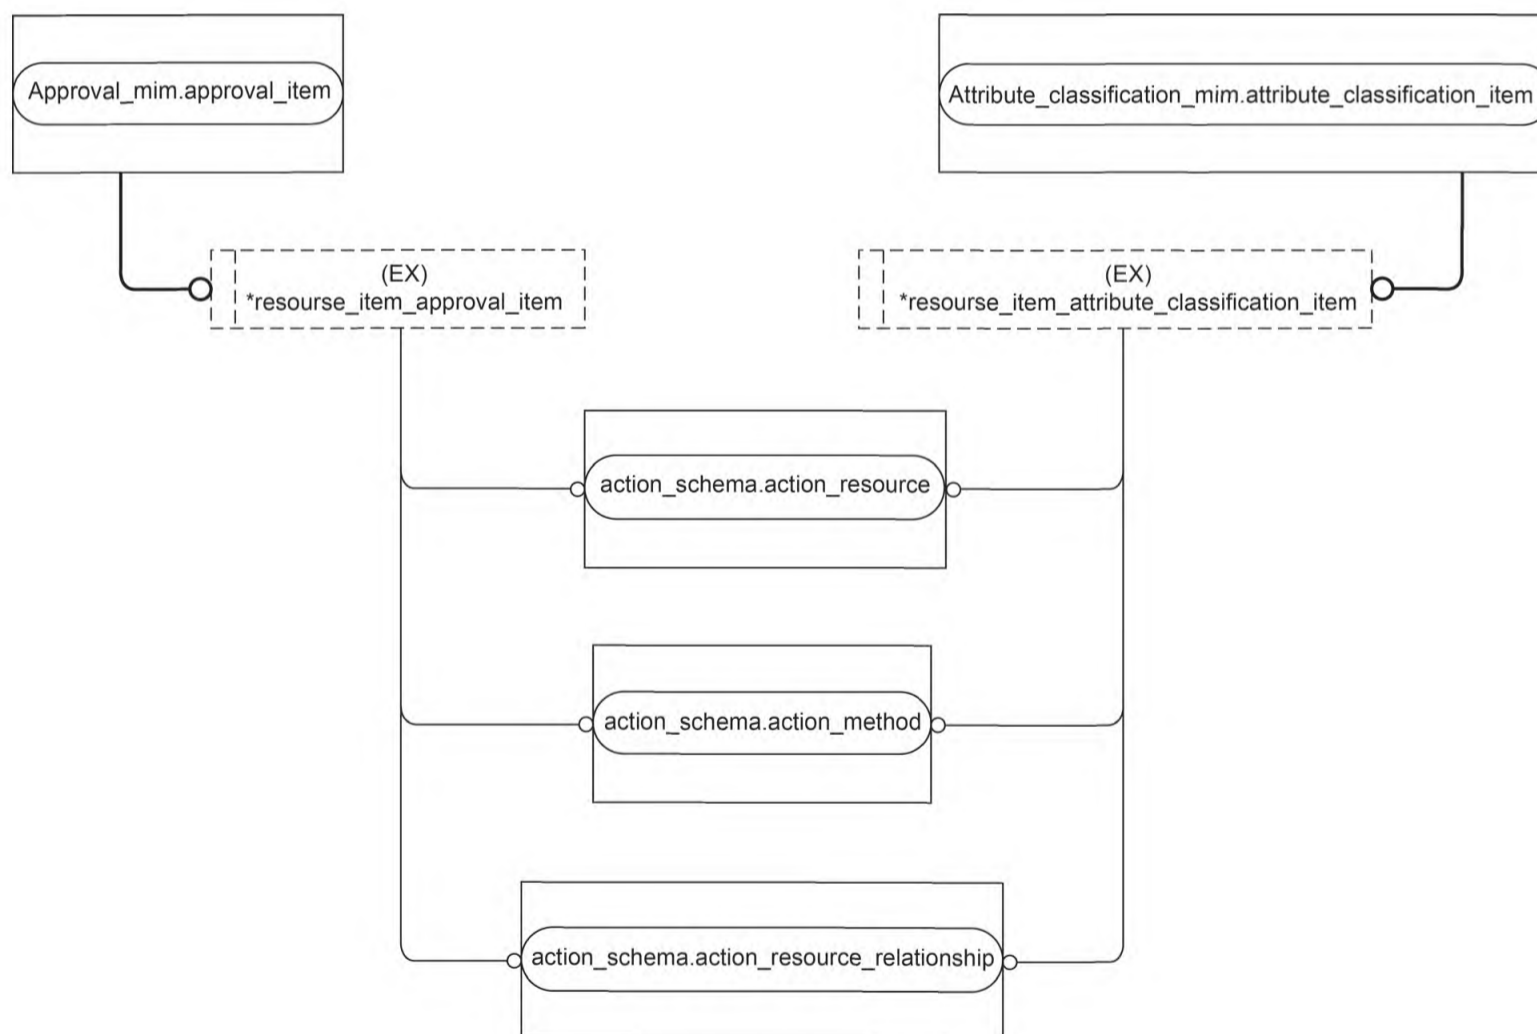 Approval_mim.approval_item
Attribute_classification_mim.attribute_classification_item
(EX)
*resourse_item_approval_item
(EX)
*resourse_item_attribute_classification_item
action_schema.action_resource
action_schema.action_method
action_schema.action_resource_relationship